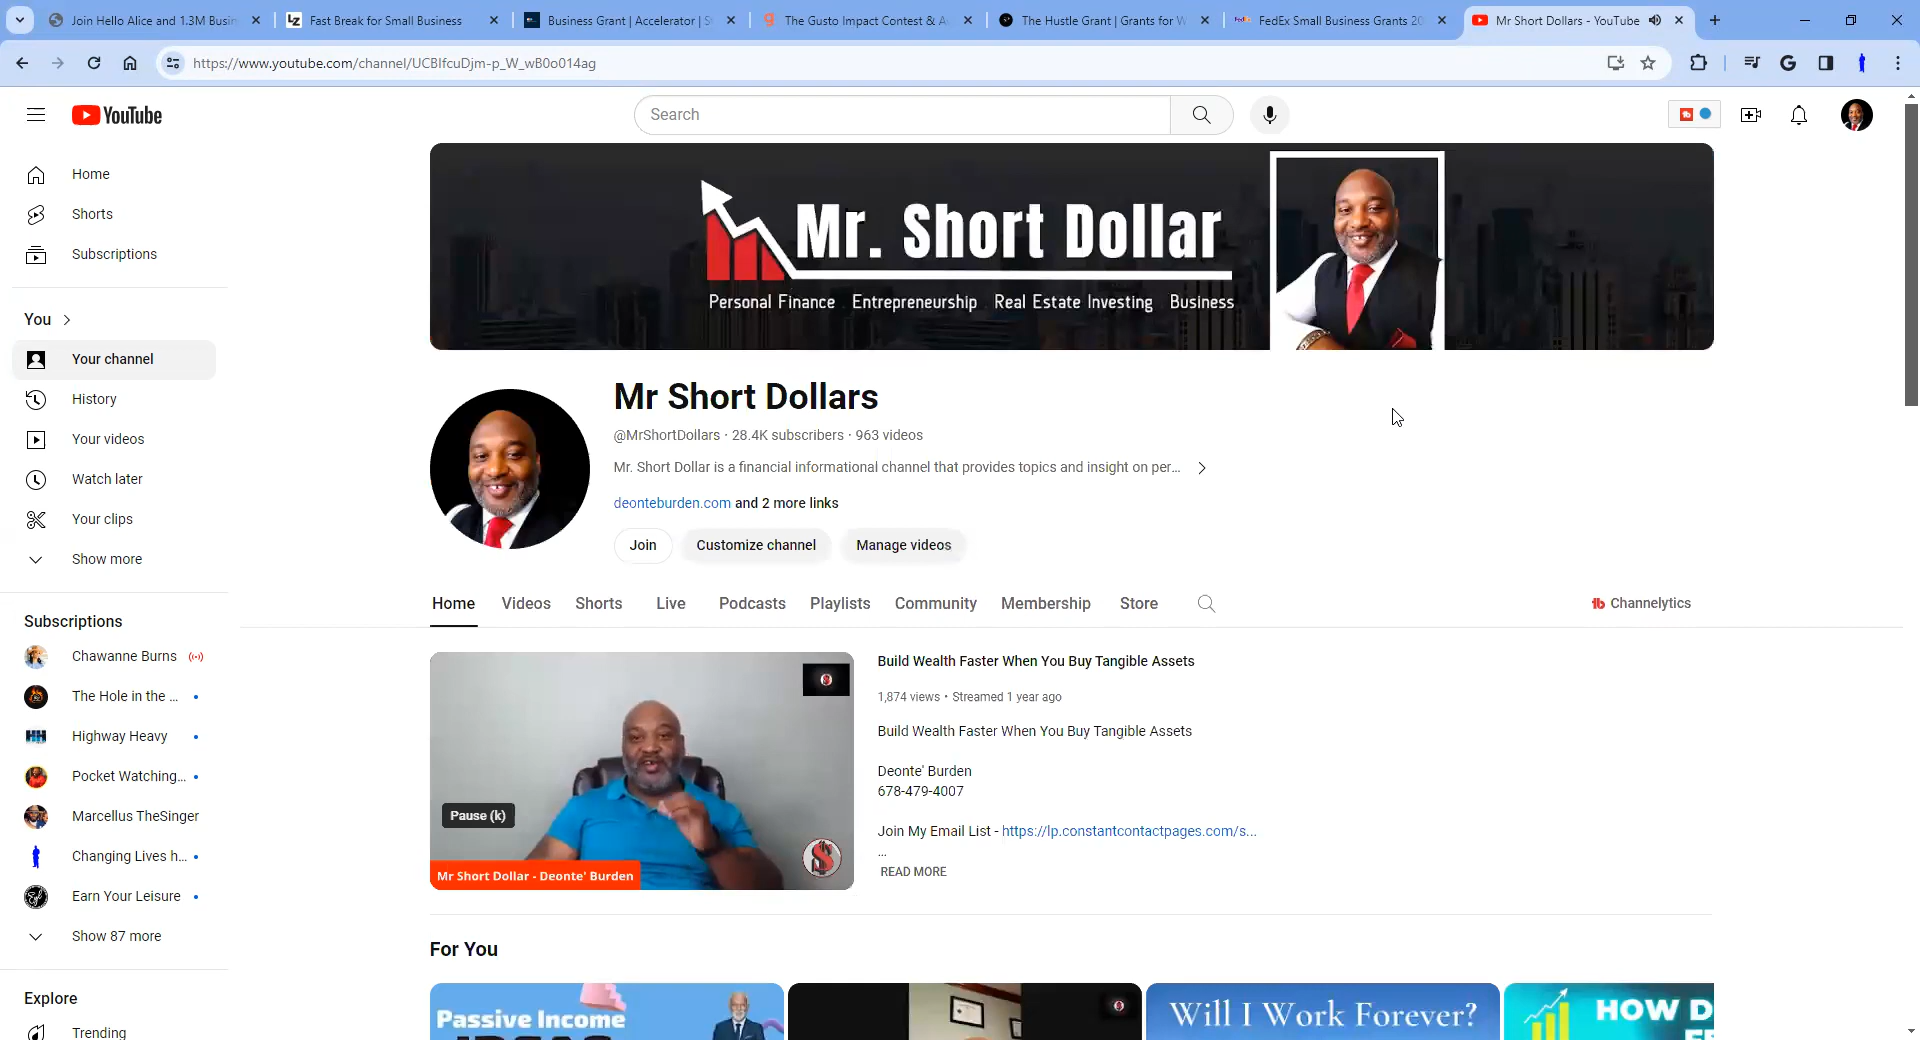 Join Hello Alice and 1.3M Busin
Fast Break for Small Business
Business Grant | Accelerator | S
The Gusto Impact Contest & A
The Hustle Grant | Grants for W
FedEx Small Business Grants 20
Mr Short Dollars - YouTube
https://www.youtube.com/channel/UCBIfcuDjm-p_W_wB0o014ag
YouTube
Search
Home
Shorts
Subscriptions
You
Your channel
History
Your videos
Watch later
Your clips
Show more
Subscriptions
Chawanne Burns
The Hole in the ...
Highway Heavy
Pocket Watching...
Marcellus TheSinger
Changing Lives h...
Earn Your Leisure
Show 87 more
Explore
Trending
Mr. Short Dollar
Personal Finance Entrepreneurship Real Estate Investing Business
Mr Short Dollars
@MrShortDollars · 28.4K subscribers · 963 videos
Mr. Short Dollar is a financial informational channel that provides topics and insight on per...
deonteburden.com and 2 more links
Join
Customize channel
Manage videos
Home
Videos
Shorts
Live
Podcasts
Playlists
Community
Membership
Store
Channelytics
Pause (k)
Mr Short Dollar - Deonte' Burden
Build Wealth Faster When You Buy Tangible Assets
1,874 views • Streamed 1 year ago
Build Wealth Faster When You Buy Tangible Assets
Deonte' Burden
678-479-4007
Join My Email List - https://lp.constantcontactpages.com/s...
...
READ MORE
For You
Passive Income
Will I Work Forever?
HOW D